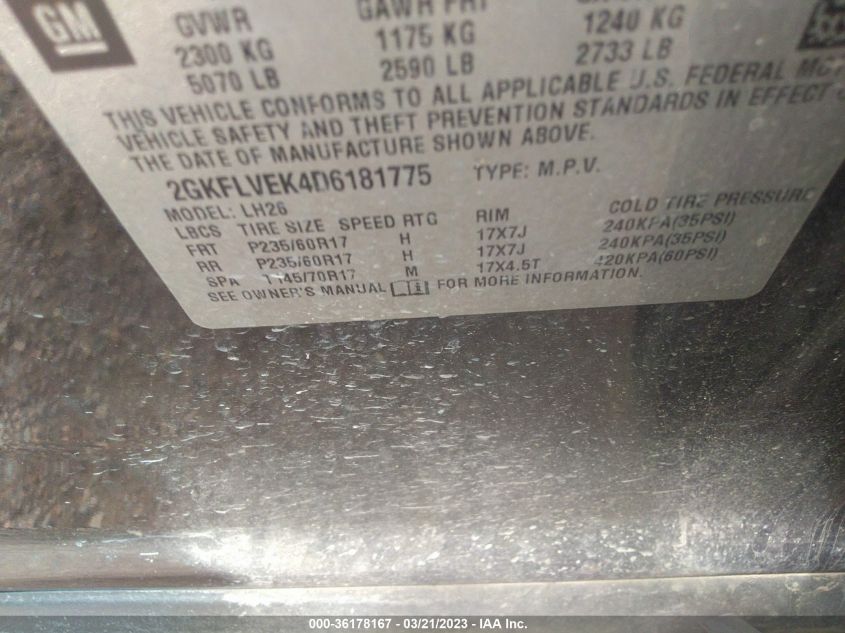 GM
GVWR GAWR FRT
2300 KG 1175 KG 1240 KG
5070 LB 2590 LB 2733 LB
THIS VEHICLE CONFORMS TO ALL APPLICABLE U.S. FEDERAL
VEHICLE SAFETY AND THEFT PREVENTION STANDARDS IN EFFECT
THE DATE OF MANUFACTURE SHOWN ABOVE.
2GKFLVEK4D6181775 TYPE: M.P.V.
MODEL: LH26
LBCS TIRE SIZE SPEED RTG RIM COLD TIRE PRESSURE
FRT P235/60R17 H 17X7J 240KPA(35PSI)
RR P235/60R17 H 17X7J 240KPA(35PSI)
SPA T145/70R17 M 17X4.5T 420KPA(60PSI)
SEE OWNER'S MANUAL FOR MORE INFORMATION.
000-36178167 - 03/21/2023 - IAA Inc.